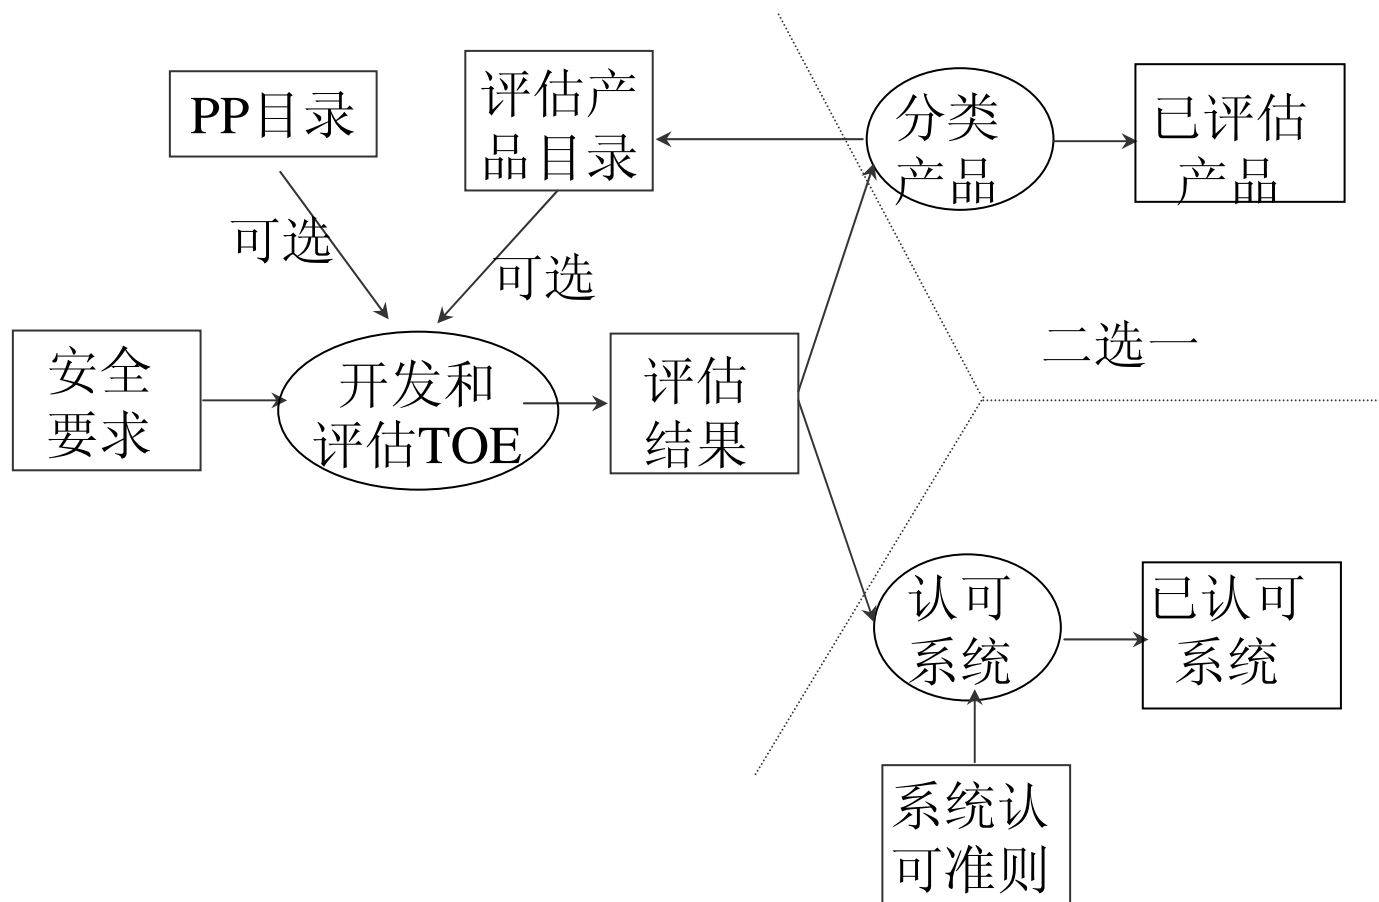 PP目录
评估产
品目录
分类
产品
已评估
产品
可选
可选
安全
要求
开发和
评估TOE
评估
结果
二选一
认可
系统
已认可
系统
系统认
可准则